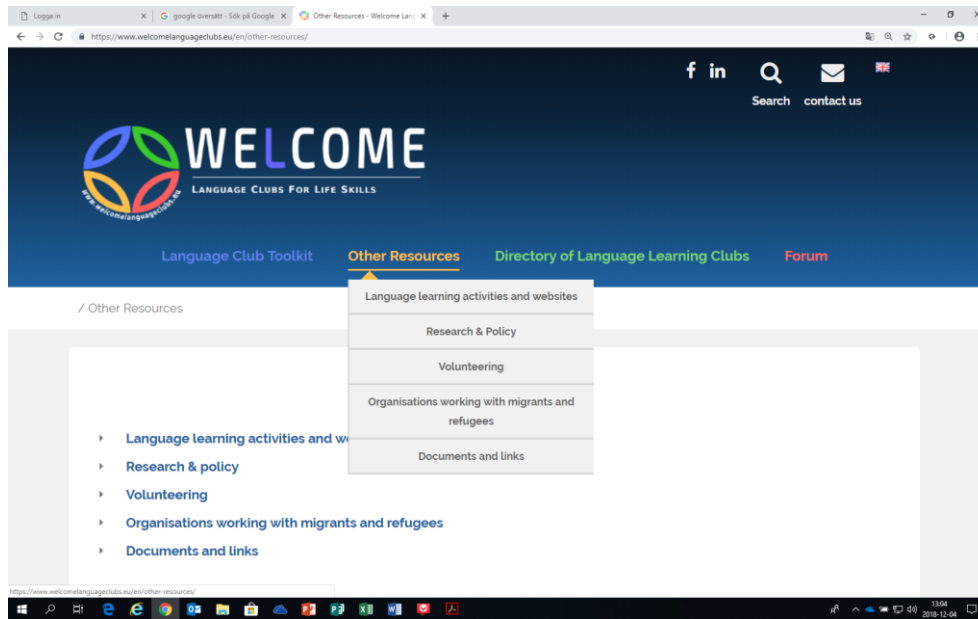 Logga in
google översätt - Sök på Google
Other Resources - Welcome Lang
https://www.welcomelanguageclubs.eu/en/other-resources/
f in
Search contact us
WELCOME
LANGUAGE CLUBS FOR LIFE SKILLS
www.welcomelanguageclubs.eu
Language Club Toolkit Other Resources Directory of Language Learning Clubs Forum
/ Other Resources
Language learning activities and websites
Research & Policy
Volunteering
Organisations working with migrants and
refugees
Documents and links
Language learning activities and we
Research & policy
Volunteering
Organisations working with migrants and refugees
Documents and links
https://www.welcomelanguageclubs.eu/en/other-resources/
13:04
2018-12-04